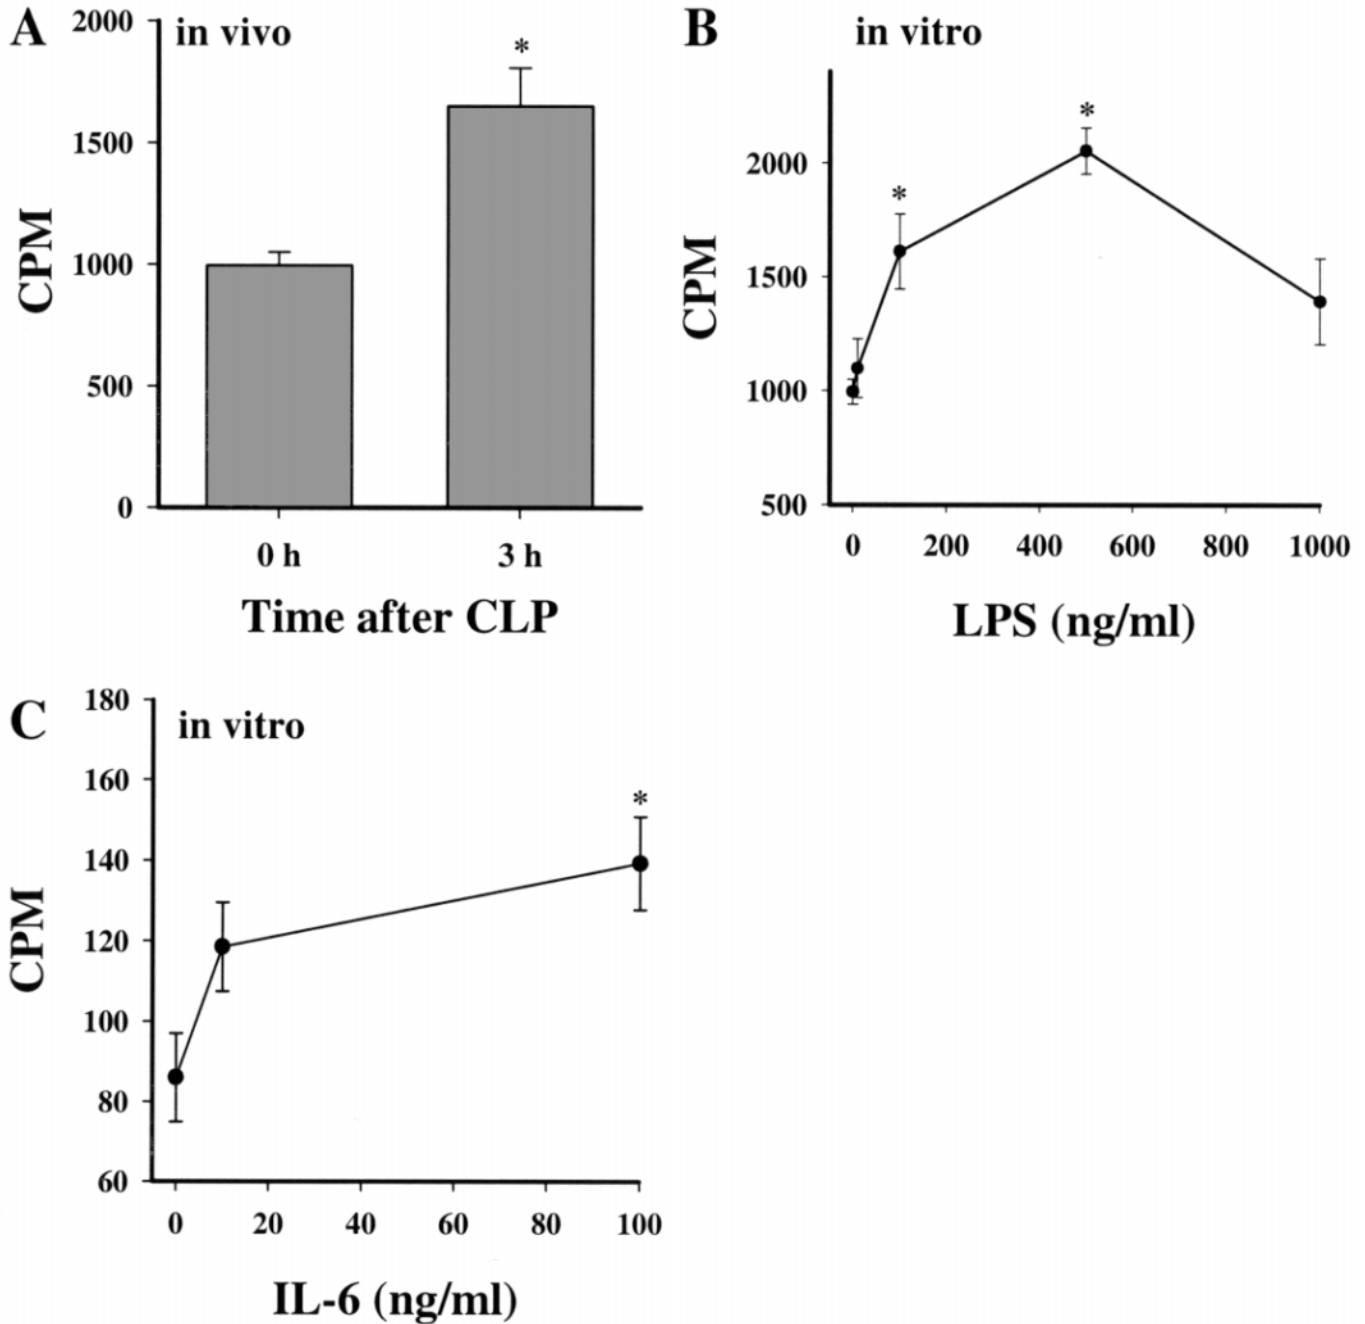 A
in vivo
2000
1500
1000
500
0
CPM
*
0 h
3 h
Time after CLP
B
in vitro
2000
1500
1000
500
CPM
*
*
0 200 400 600 800 1000
LPS (ng/ml)
C
in vitro
180
160
140
120
100
80
60
CPM
*
0 20 40 60 80 100
IL-6 (ng/ml)